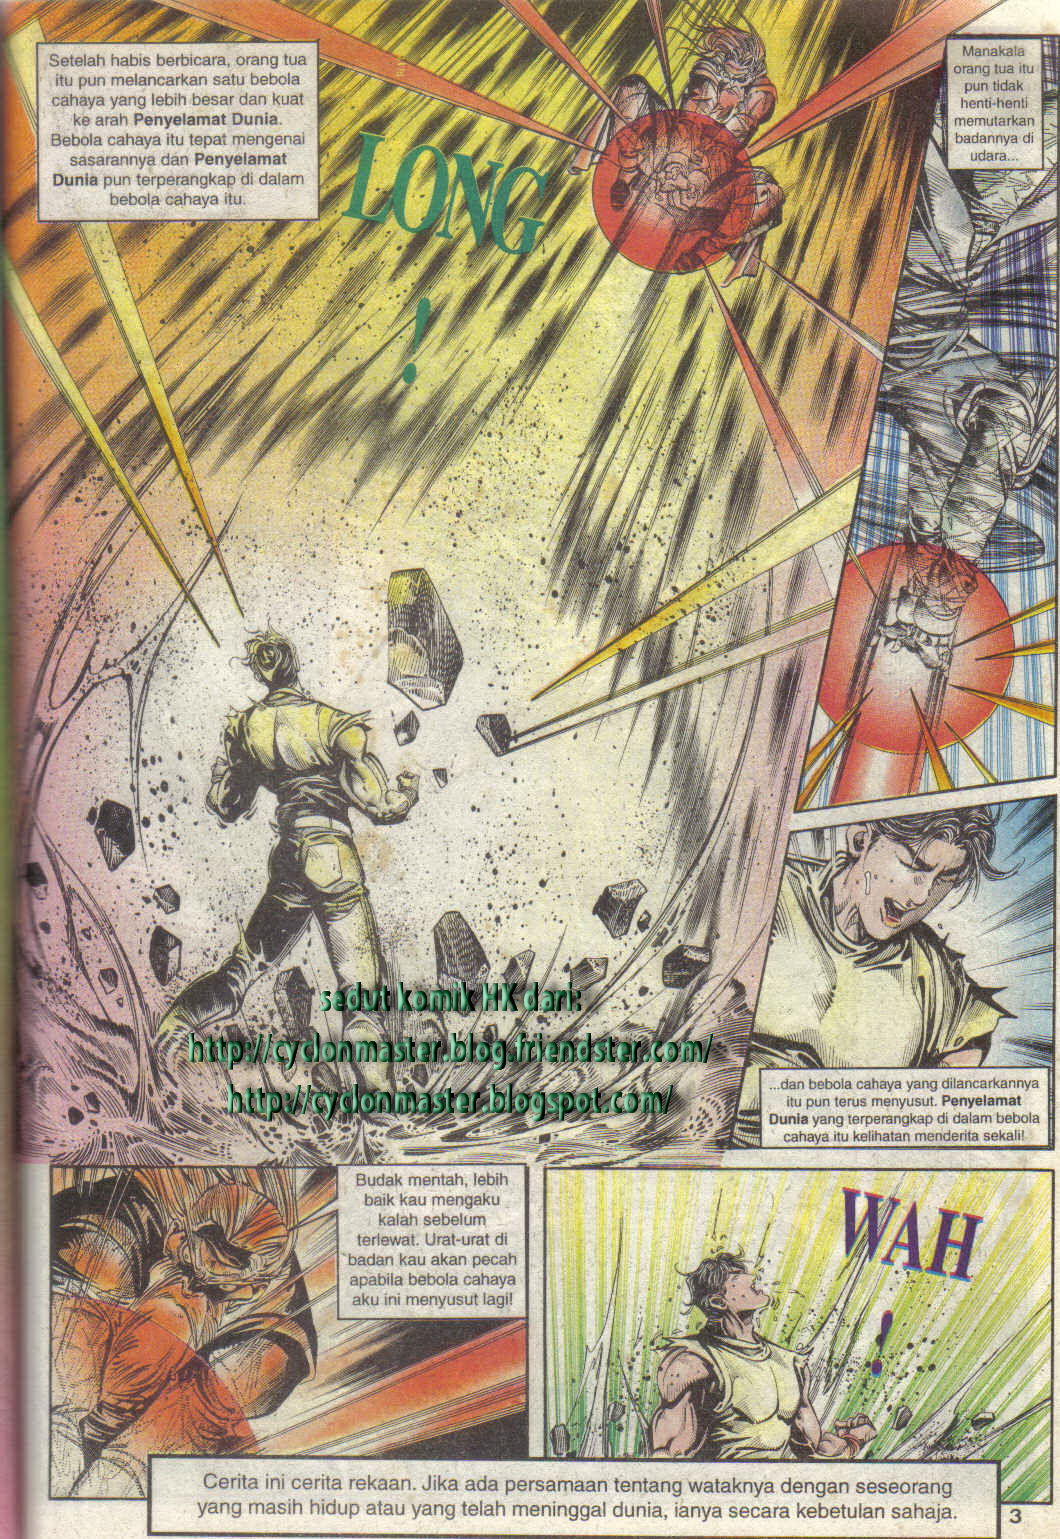 Setelah habis berbicara, orang tua
itu pun melancarkan satu bebola
cahaya yang lebih besar dan kuat
ke arah Penyelamat Dunia.
Bebola cahaya itu tepat mengenai
sasarannya dan Penyelamat
Dunia pun terperangkap di dalam
bebola cahaya itu.
LONG
!
Manakala
orang tua itu
pun tidak
henti-henti
memutarkan
badannya di
udara...
sedut komik HK dari:
http://cyclonmaster.blog.friendster.com/
http://cyclonmaster.blogspot.com/
...dan bebola cahaya yang dilancarkannya
itu pun terus menyusut. Penyelamat
Dunia yang terperangkap di dalam bebola
cahaya itu kelihatan menderita sekali!
Budak mentah, lebih
baik kau mengaku
kalah sebelum
terlewat. Urat-urat di
badan kau akan pecah
apabila bebola cahaya
aku ini menyusut lagi!
WAH
!
Cerita ini cerita rekaan. Jika ada persamaan tentang wataknya dengan seseorang
yang masih hidup atau yang telah meninggal dunia, ianya secara kebetulan sahaja.
3